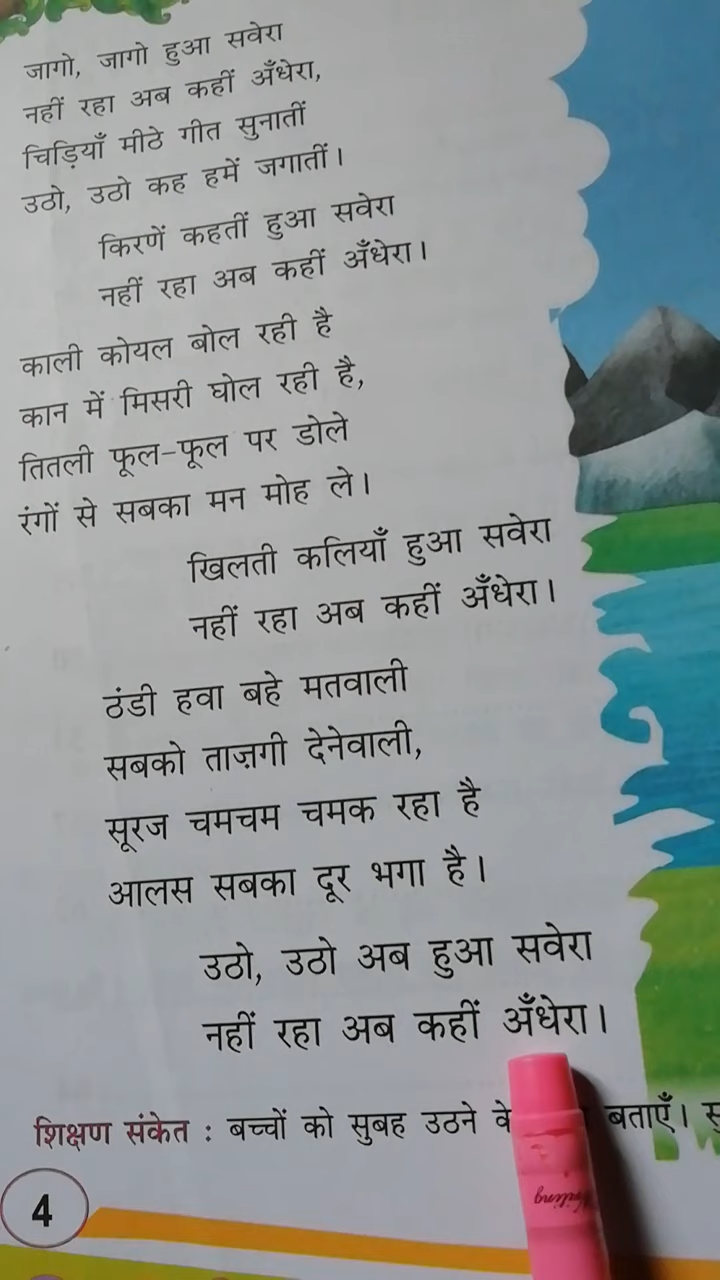 जागो, जागो हुआ सवेरा
नहीं रहा अब कहीं अँधेरा,
चिड़ियाँ मीठे गीत सुनातीं
उठो, उठो कह हमें जगातीं।
किरणें कहतीं हुआ सवेरा
नहीं रहा अब कहीं अँधेरा।
काली कोयल बोल रही है
कान में मिसरी घोल रही है,
तितली फूल-फूल पर डोले
रंगों से सबका मन मोह ले।
खिलती कलियाँ हुआ सवेरा
नहीं रहा अब कहीं अँधेरा।
ठंडी हवा बहे मतवाली
सबको ताज़गी देनेवाली,
सूरज चमचम चमक रहा है
आलस सबका दूर भगा है।
उठो, उठो अब हुआ सवेरा
नहीं रहा अब कहीं अँधेरा।
शिक्षण संकेत : बच्चों को सुबह उठने बताएँ।
4